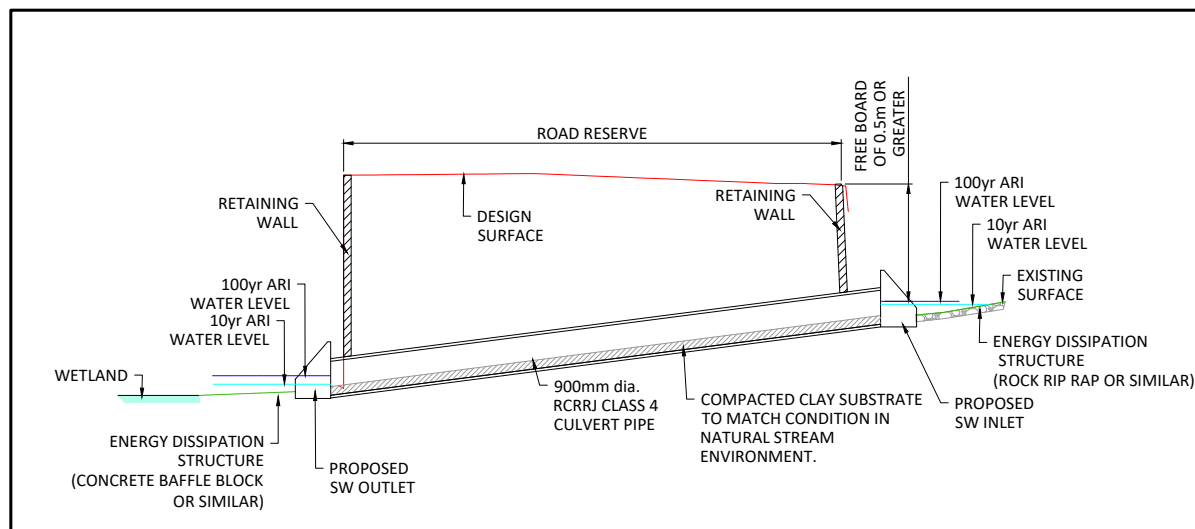 ROAD RESERVE
FREE BOARD
OF 0.5m OR
GREATER
RETAINING
WALL
DESIGN
SURFACE
RETAINING
WALL
100yr ARI
WATER LEVEL
10yr ARI
WATER LEVEL
EXISTING
SURFACE
100yr ARI
WATER LEVEL
10yr ARI
WATER LEVEL
WETLAND
ENERGY DISSIPATION
STRUCTURE
(CONCRETE BAFFLE BLOCK
OR SIMILAR)
PROPOSED
SW OUTLET
900mm dia.
RCRRJ CLASS 4
CULVERT PIPE
COMPACTED CLAY SUBSTRATE
TO MATCH CONDITION IN
NATURAL STREAM
ENVIRONMENT.
ENERGY DISSIPATION
STRUCTURE
(ROCK RIP RAP OR SIMILAR)
PROPOSED
SW INLET